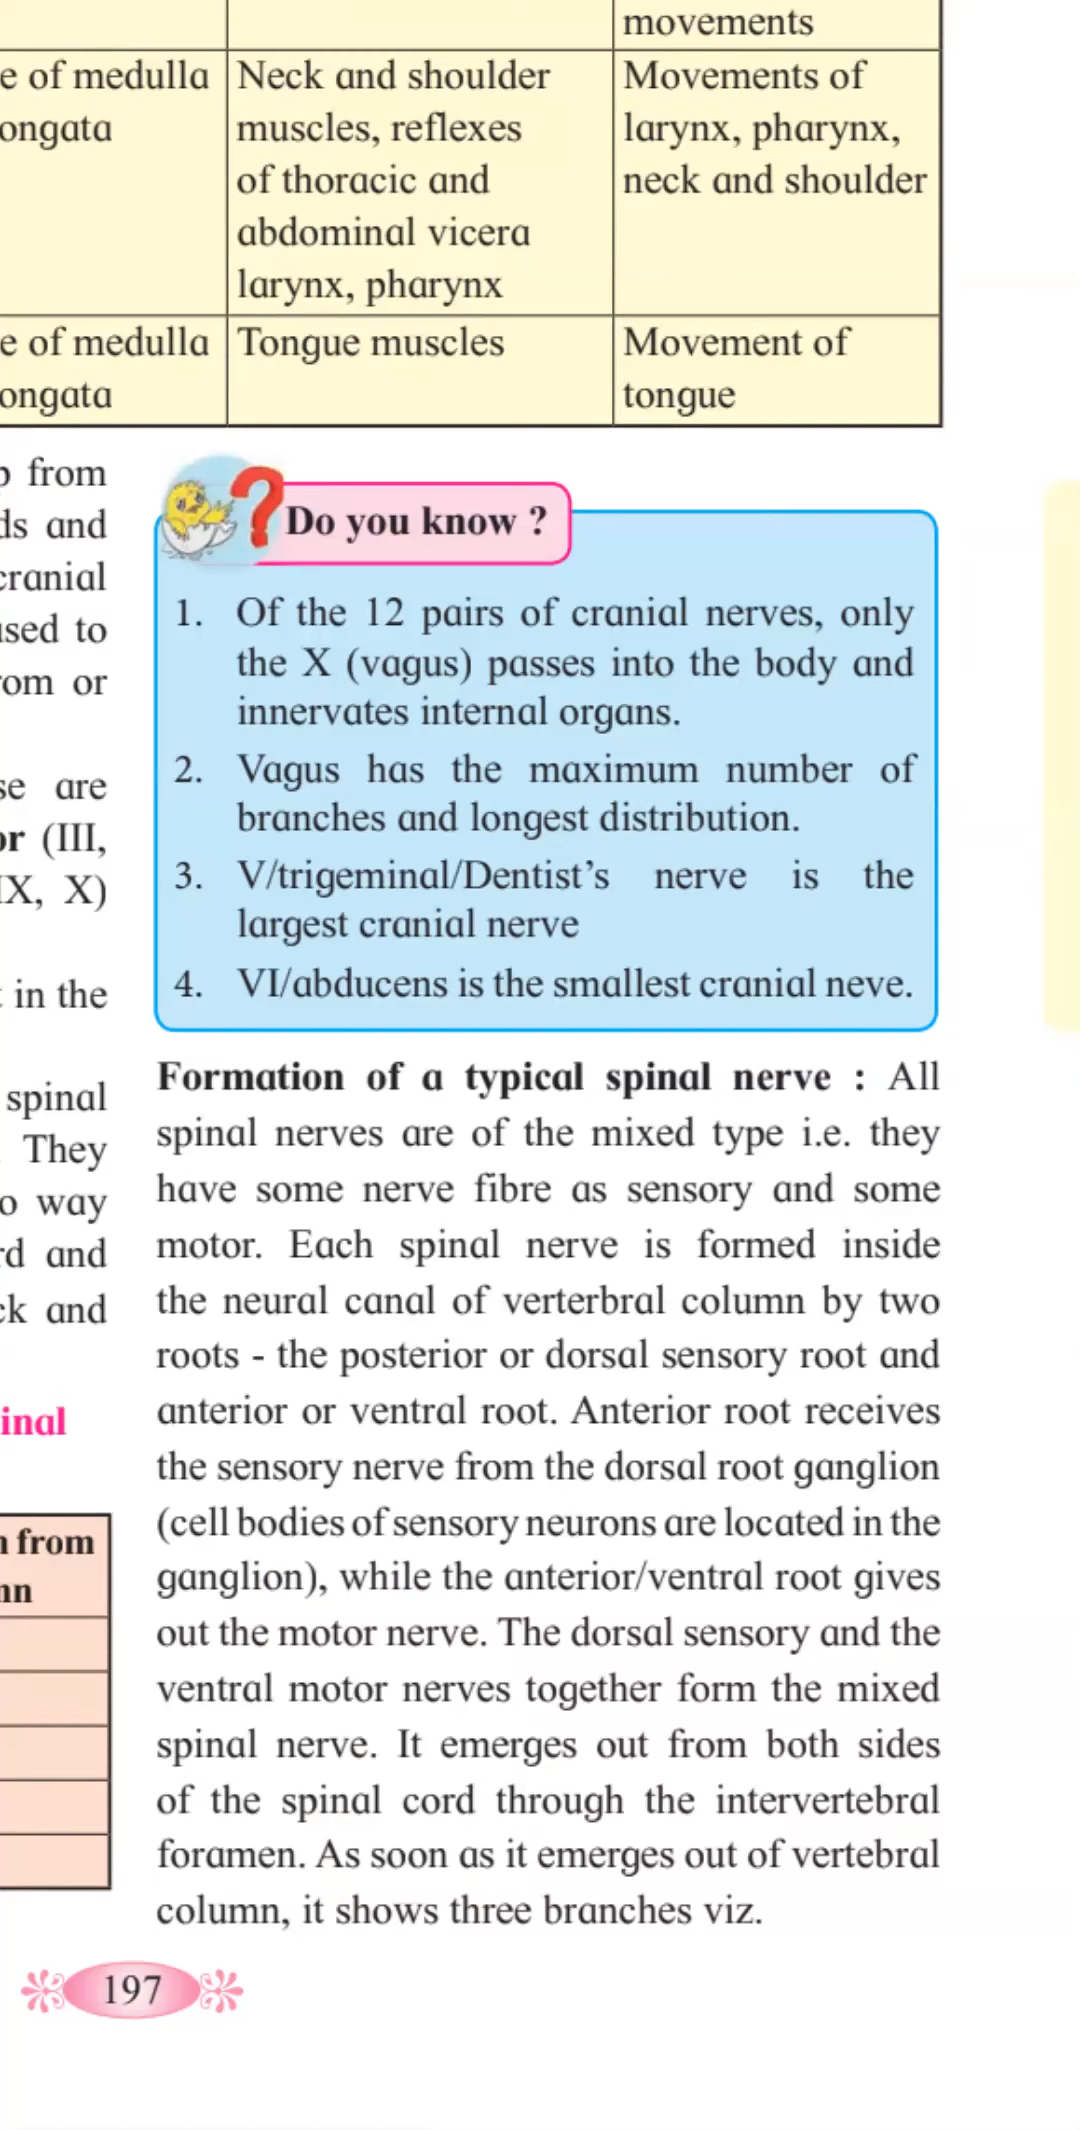 movements
e of medulla
ongata
Neck and shoulder
muscles, reflexes
of thoracic and
abdominal vicera
larynx, pharynx
Movements of
larynx, pharynx,
neck and shoulder
e of medulla
ongata
Tongue muscles
Movement of
tongue
from
ds and
cranial
sed to
om or
se are
or (III,
IX, X)
in the
spinal
They
o way
rd and
ck and
inal
from
nn
Do you know ?
1. Of the 12 pairs of cranial nerves, only
the X (vagus) passes into the body and
innervates internal organs.
2. Vagus has the maximum number of
branches and longest distribution.
3. V/trigeminal/Dentist's nerve is the
largest cranial nerve
4. VI/abducens is the smallest cranial neve.
Formation of a typical spinal nerve : All
spinal nerves are of the mixed type i.e. they
have some nerve fibre as sensory and some
motor. Each spinal nerve is formed inside
the neural canal of verterbral column by two
roots - the posterior or dorsal sensory root and
anterior or ventral root. Anterior root receives
the sensory nerve from the dorsal root ganglion
(cell bodies of sensory neurons are located in the
ganglion), while the anterior/ventral root gives
out the motor nerve. The dorsal sensory and the
ventral motor nerves together form the mixed
spinal nerve. It emerges out from both sides
of the spinal cord through the intervertebral
foramen. As soon as it emerges out of vertebral
column, it shows three branches viz.
197